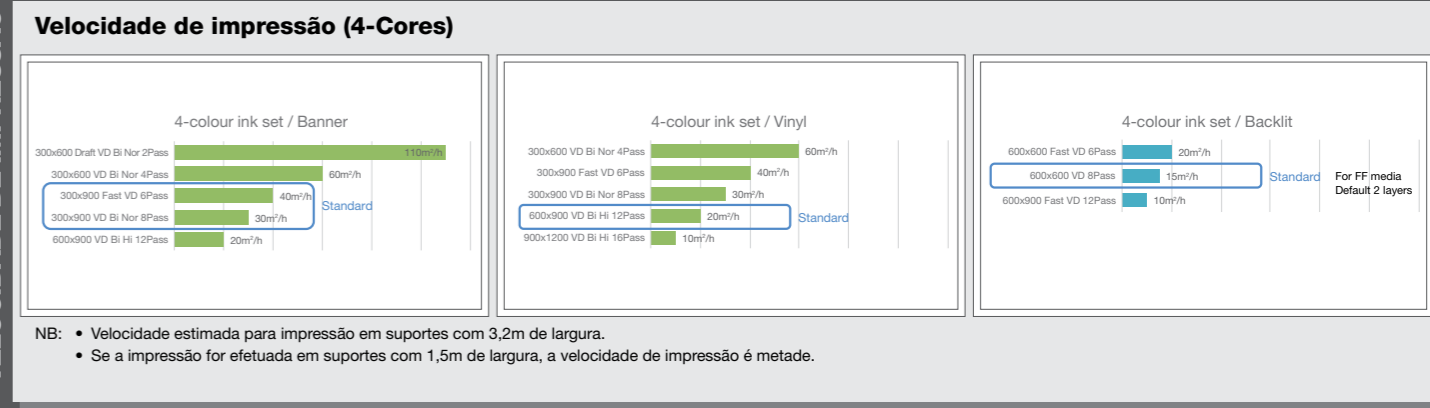 Velocidade de impressão (4-Cores)
4-colour ink set / Banner
300x600 Draft VD Bi Nor 2Pass 110m²/h
300x600 VD Bi Nor 4Pass 60m²/h
300x900 Fast VD 6Pass 40m²/h
Standard
300x900 VD Bi Nor 8Pass 30m²/h
600x900 VD Bi Hi 12Pass 20m²/h
4-colour ink set / Vinyl
300x600 VD Bi Nor 4Pass 60m²/h
300x900 Fast VD 6Pass 40m²/h
300x900 VD Bi Nor 8Pass 30m²/h
600x900 VD Bi Hi 12Pass 20m²/h Standard
900x1200 VD Bi Hi 16Pass 10m²/h
4-colour ink set / Backlit
600x600 Fast VD 6Pass 20m²/h
600x600 VD 8Pass 15m²/h Standard
For FF media
Default 2 layers
600x900 Fast VD 12Pass 10m²/h
NB: • Velocidade estimada para impressão em suportes com 3,2m de largura.
• Se a impressão for efetuada em suportes com 1,5m de largura, a velocidade de impressão é metade.